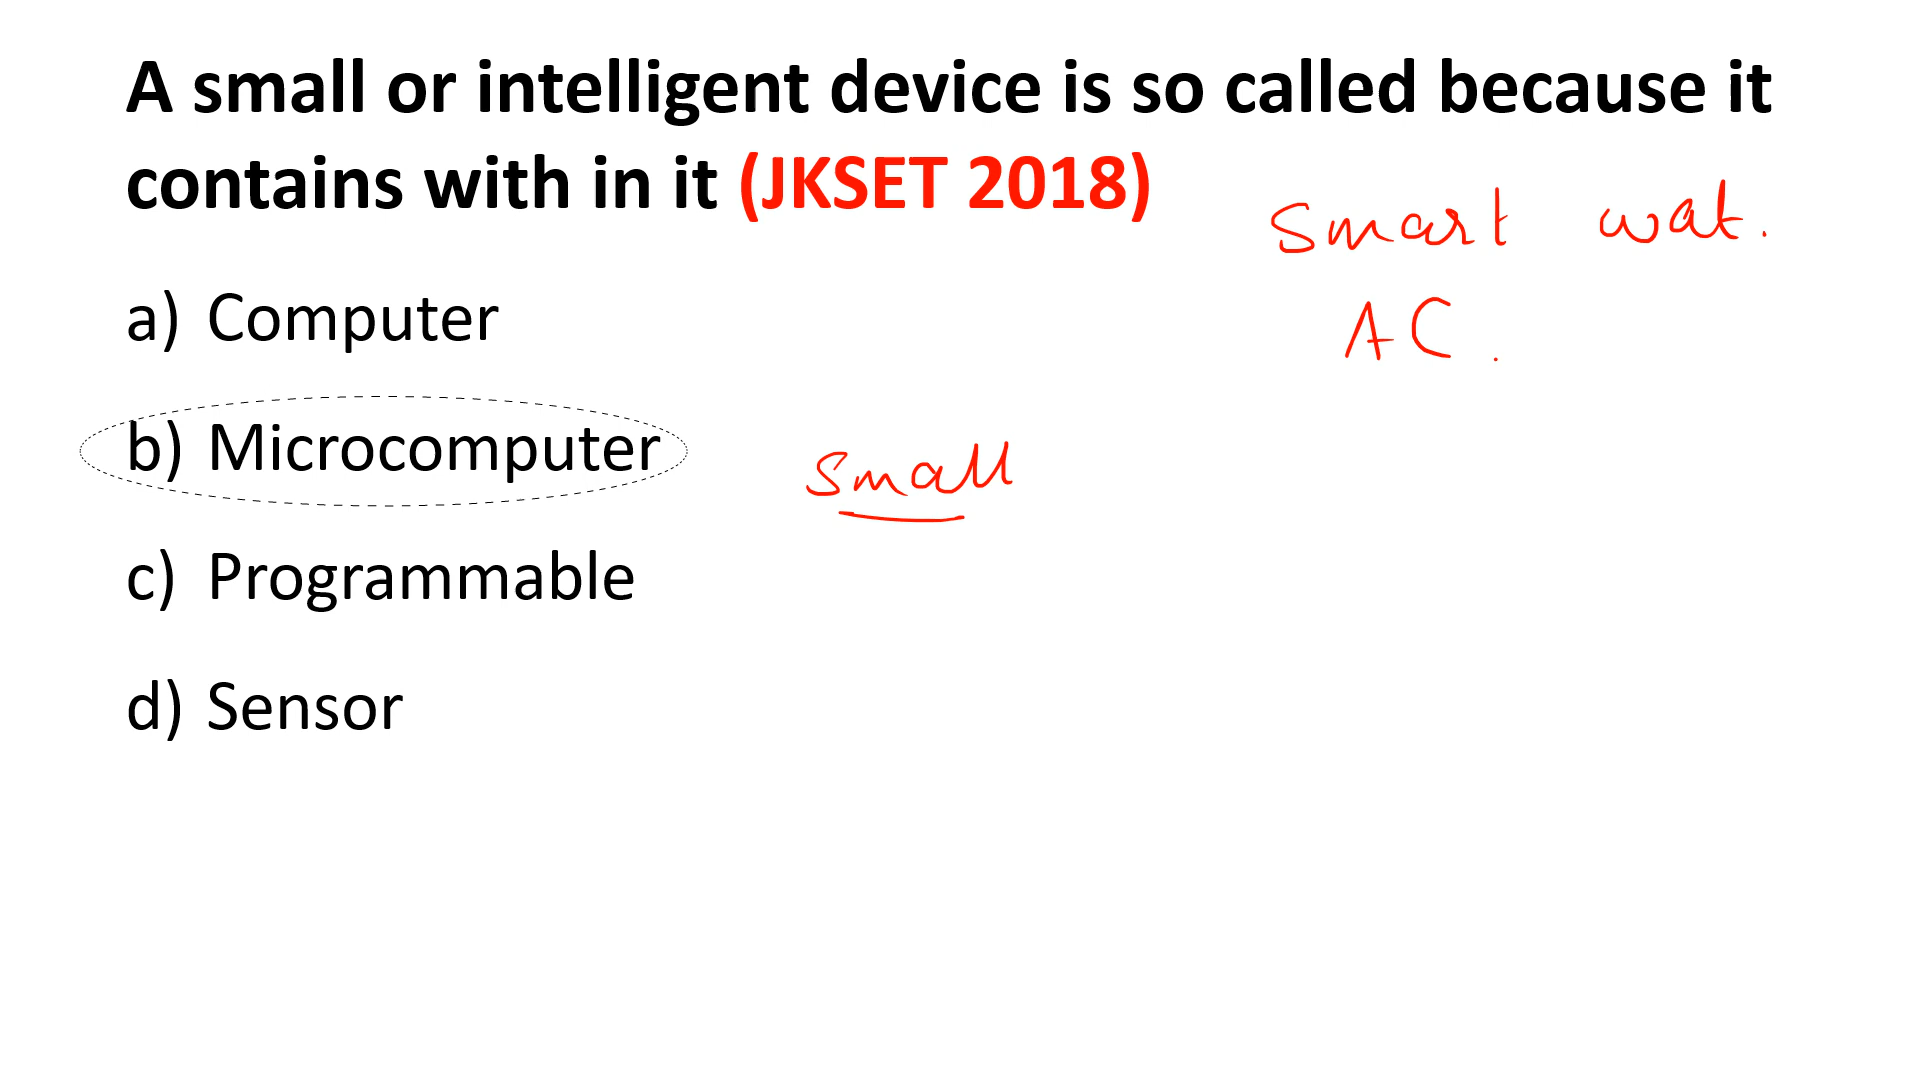 A small or intelligent device is so called because it
contains with in it (JKSET 2018)
smart wat.
AC.
a) Computer
b) Microcomputer
small
c) Programmable
d) Sensor